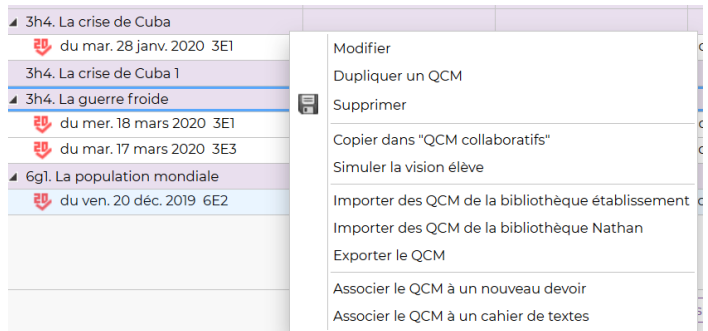 3h4. La crise de Cuba
du mar. 28 janv. 2020 3E1
3h4. La crise de Cuba 1
3h4. La guerre froide
du mer. 18 mars 2020 3E1
du mar. 17 mars 2020 3E3
6g1. La population mondiale
du ven. 20 déc. 2019 6E2
Modifier
Dupliquer un QCM
Supprimer
Copier dans "QCM collaboratifs"
Simuler la vision élève
Importer des QCM de la bibliothèque établissement
Importer des QCM de la bibliothèque Nathan
Exporter le QCM
Associer le QCM à un nouveau devoir
Associer le QCM à un cahier de textes